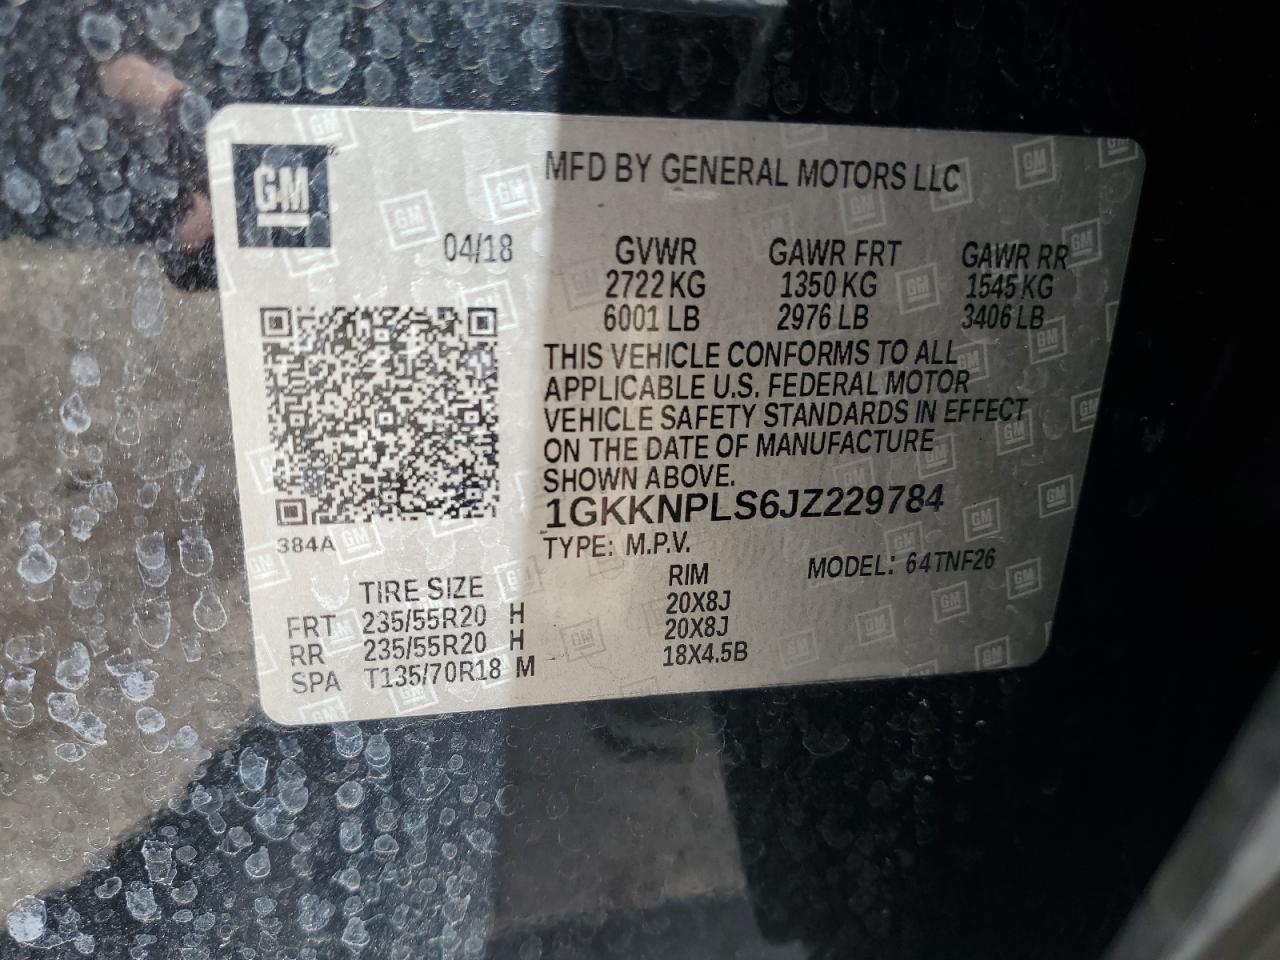 GM
MFD BY GENERAL MOTORS LLC
04/18
GVWR GAWR FRT GAWR RR
2722 KG 1350 KG 1545 KG
6001 LB 2976 LB 3406 LB
THIS VEHICLE CONFORMS TO ALL
APPLICABLE U.S. FEDERAL MOTOR
VEHICLE SAFETY STANDARDS IN EFFECT
ON THE DATE OF MANUFACTURE
SHOWN ABOVE.
1GKKNPLS6JZ229784
384A
TYPE: M.P.V. MODEL: 64TNF26
TIRE SIZE RIM
FRT 235/55R20 H 20X8J
RR 235/55R20 H 20X8J
SPA T135/70R18 M 18X4.5B